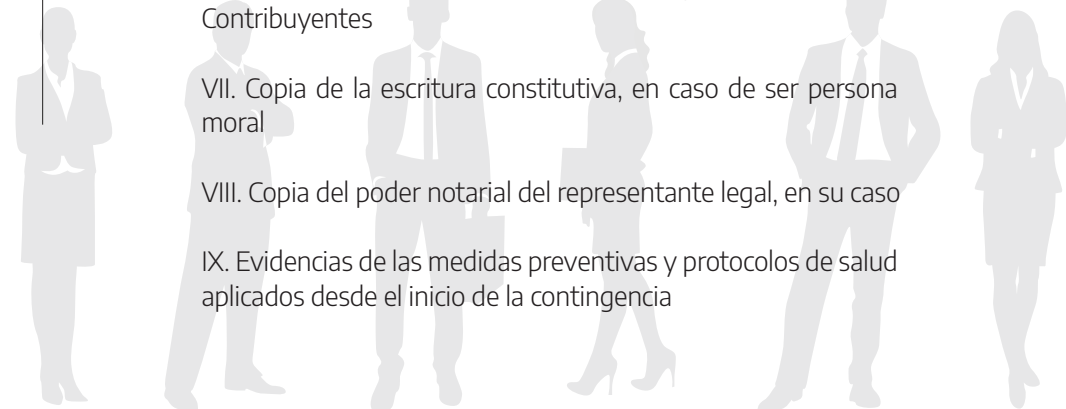 Contribuyentes
VII. Copia de la escritura constitutiva, en caso de ser persona
moral
VIII. Copia del poder notarial del representante legal, en su caso
IX. Evidencias de las medidas preventivas y protocolos de salud
aplicados desde el inicio de la contingencia